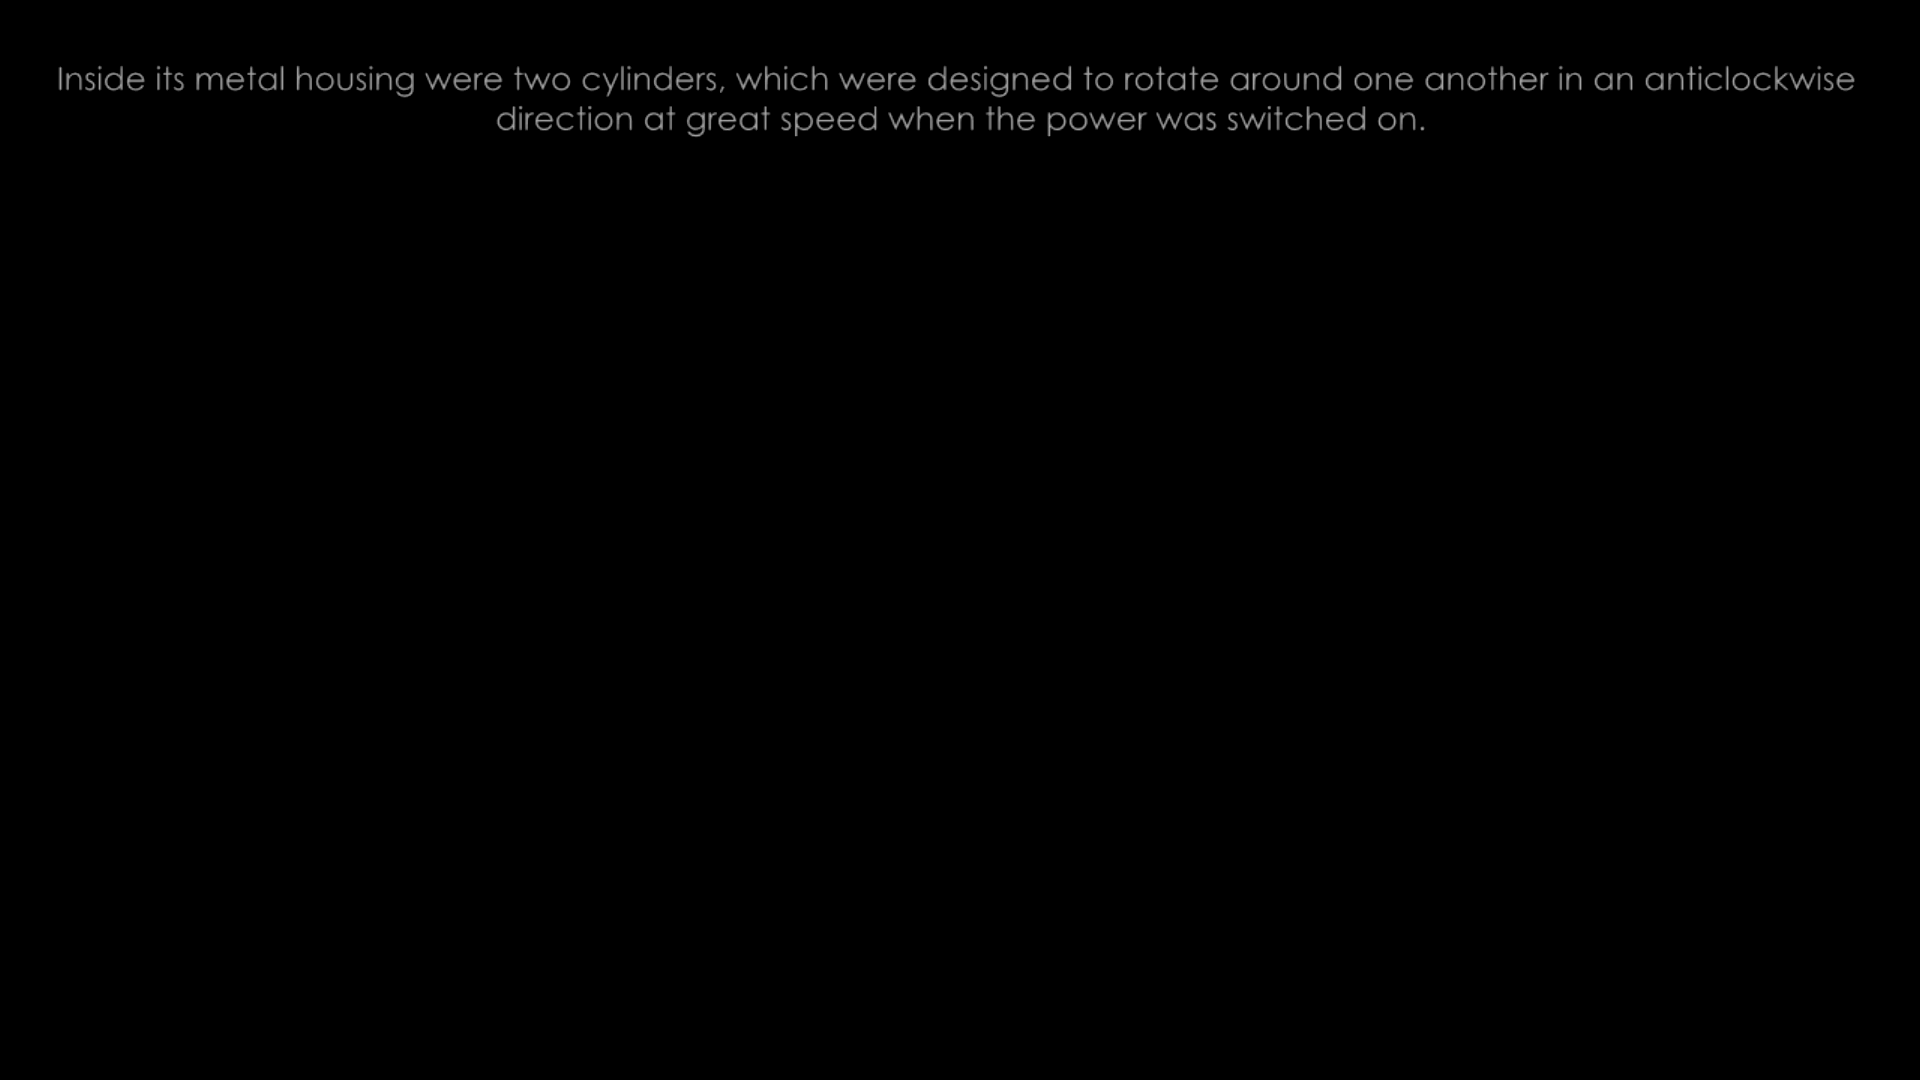 Inside its metal housing were two cylinders, which were designed to rotate around one another in an anticlockwise
direction at great speed when the power was switched on.